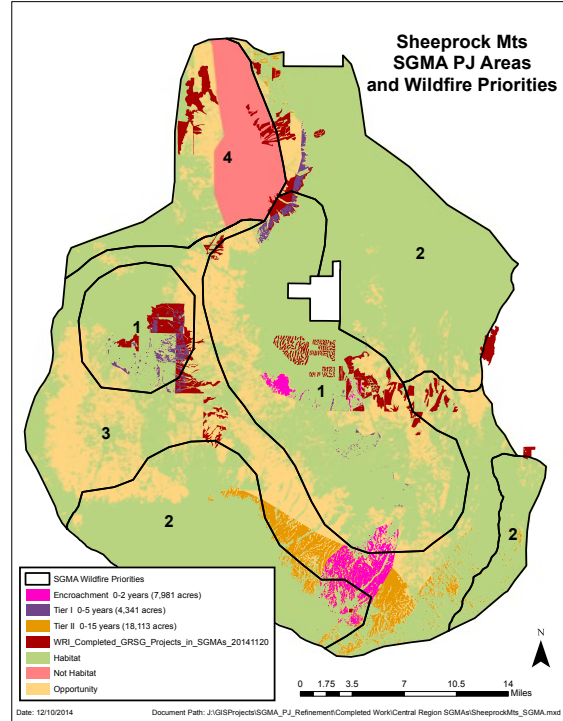 Sheeprock Mts
SGMA PJ Areas
and Wildfire Priorities
4
2
1
1
3
2
2
SGMA Wildfire Priorities
Encroachment 0-2 years (7,981 acres)
Tier I 0-5 years (4,341 acres)
Tier II 0-15 years (18,113 acres)
WRI_Completed_GRSG_Projects_in_SGMAs_20141120
Habitat
Not Habitat
Opportunity
N
0 1.75 3.5 7 10.5 14
Miles
Date: 12/10/2014 Document Path: J:\GISProjects\SGMA_PJ_Refinement\Completed Work\Central Region SGMAs\SheeprockMts_SGMA.mxd